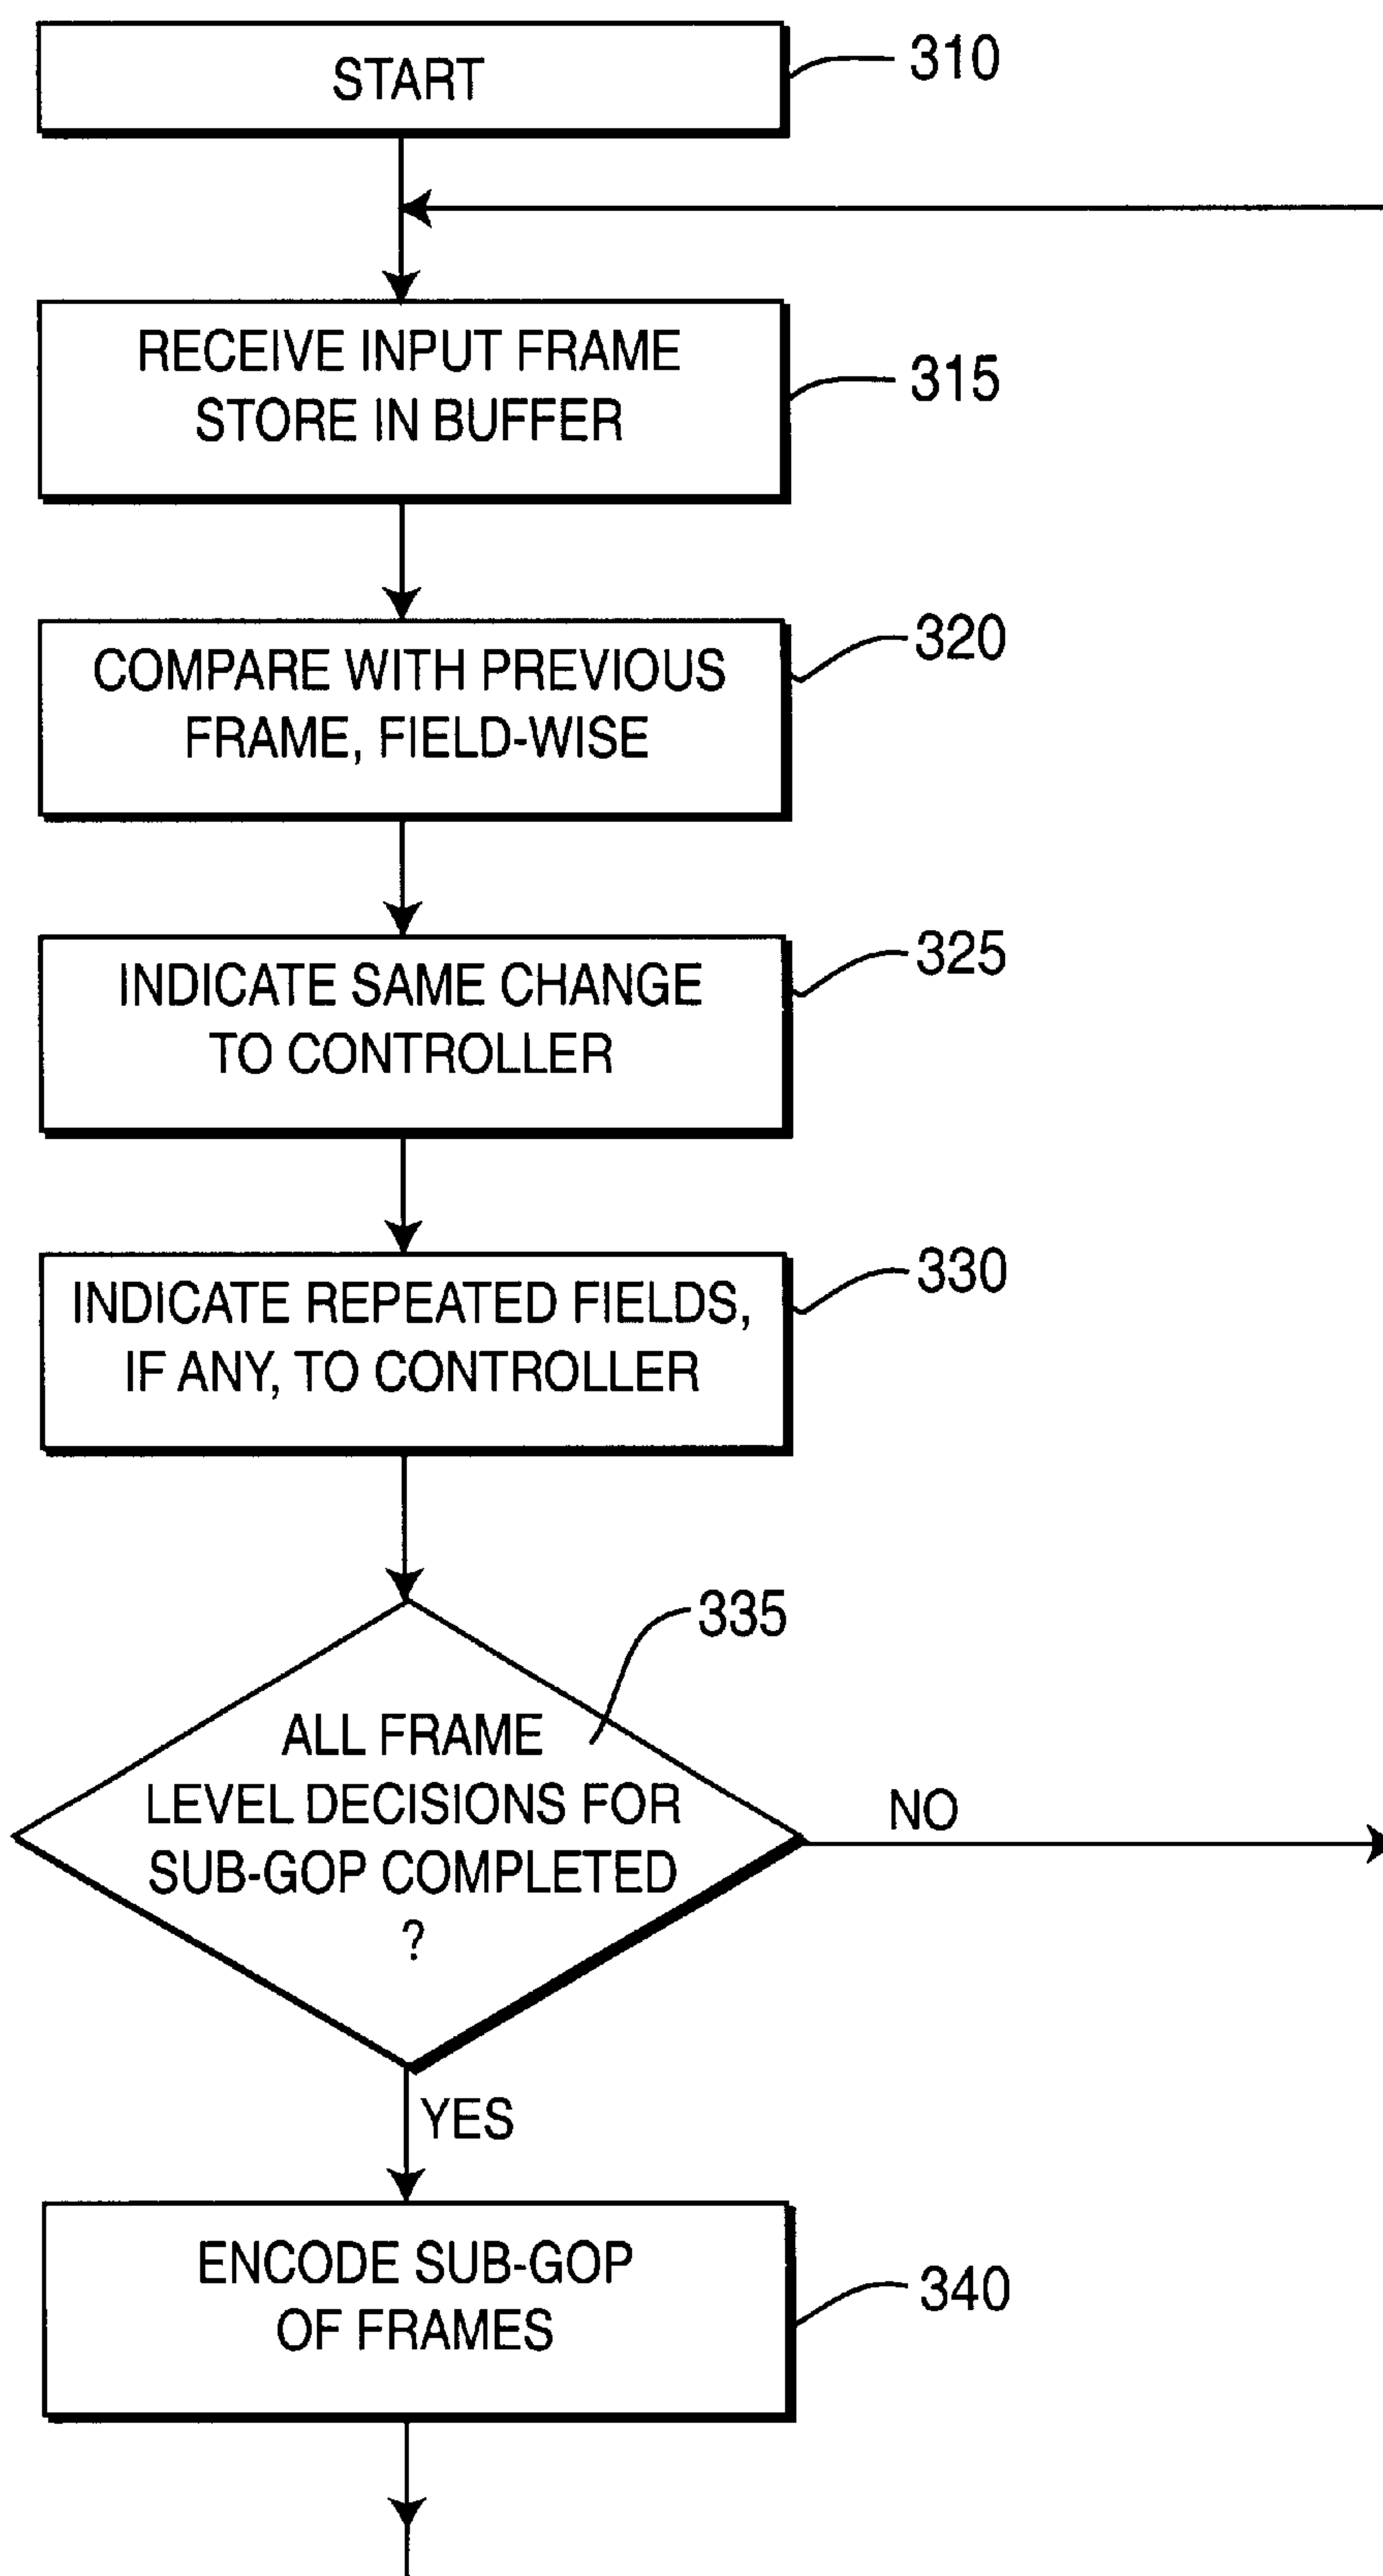 START
310
RECEIVE INPUT FRAME
STORE IN BUFFER
315
COMPARE WITH PREVIOUS
FRAME, FIELD-WISE
320
INDICATE SAME CHANGE
TO CONTROLLER
325
INDICATE REPEATED FIELDS,
IF ANY, TO CONTROLLER
330
335
ALL FRAME
LEVEL DECISIONS FOR
SUB-GOP COMPLETED
?
NO
YES
ENCODE SUB-GOP
OF FRAMES
340